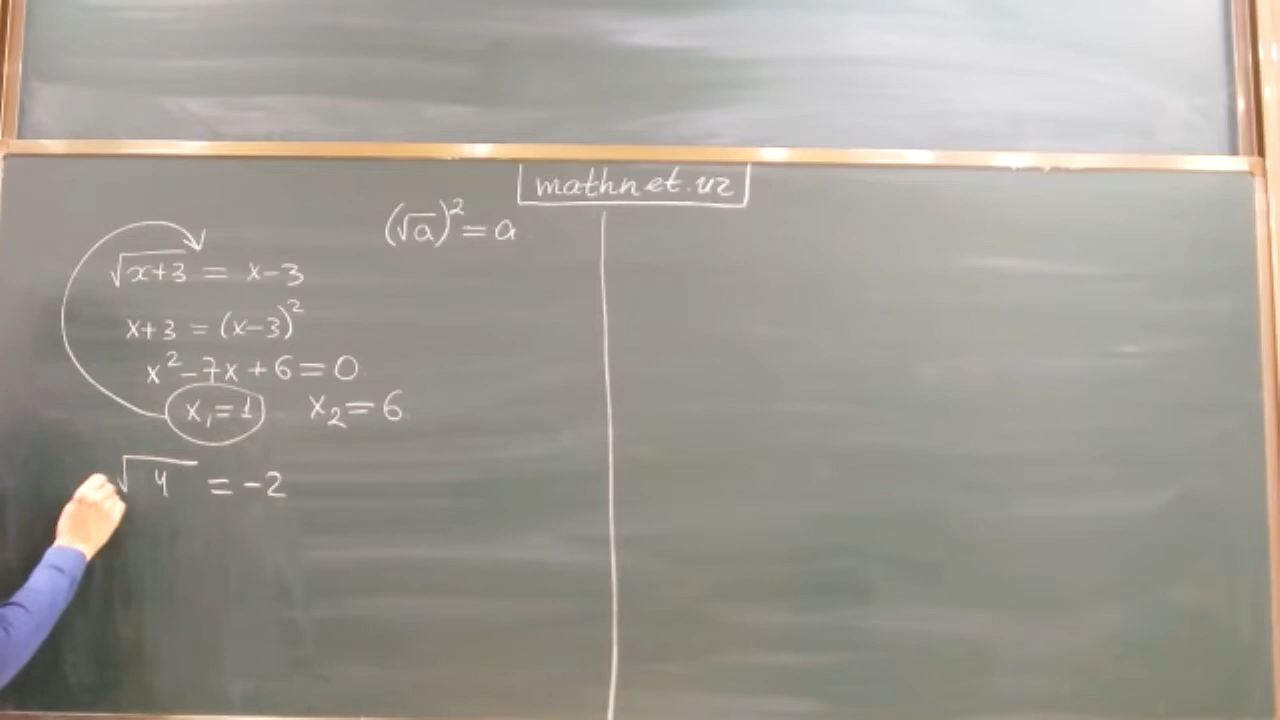 mathnet.uz
(√a)² = a
√x+3 = x-3
x+3 = (x-3)²
x²-7x+6=0
x₁=1 x₂=6
√4 = -2